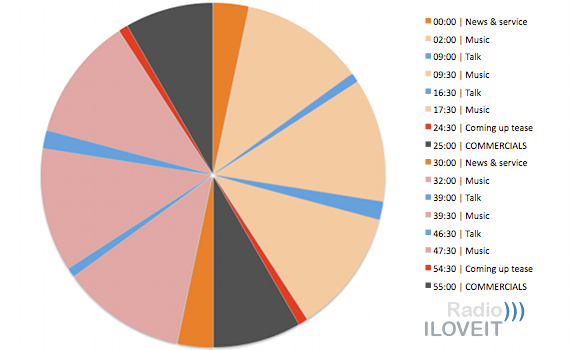 00:00 | News & service
02:00 | Music
09:00 | Talk
09:30 | Music
16:30 | Talk
17:30 | Music
24:30 | Coming up tease
25:00 | COMMERCIALS
30:00 | News & service
32:00 | Music
39:00 | Talk
39:30 | Music
46:30 | Talk
47:30 | Music
54:30 | Coming up tease
55:00 | COMMERCIALS
Radio)))
ILOVEIT